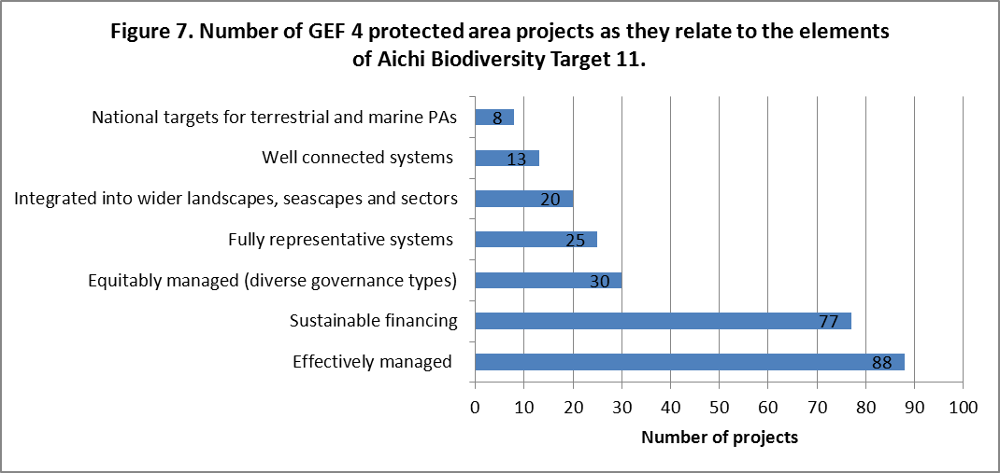 Figure 7. Number of GEF 4 protected area projects as they relate to the elements
of Aichi Biodiversity Target 11.
National targets for terrestrial and marine PAs 8
Well connected systems 13
Integrated into wider landscapes, seascapes and sectors 20
Fully representative systems 25
Equitably managed (diverse governance types) 30
Sustainable financing 77
Effectively managed 88
0 10 20 30 40 50 60 70 80 90 100
Number of projects